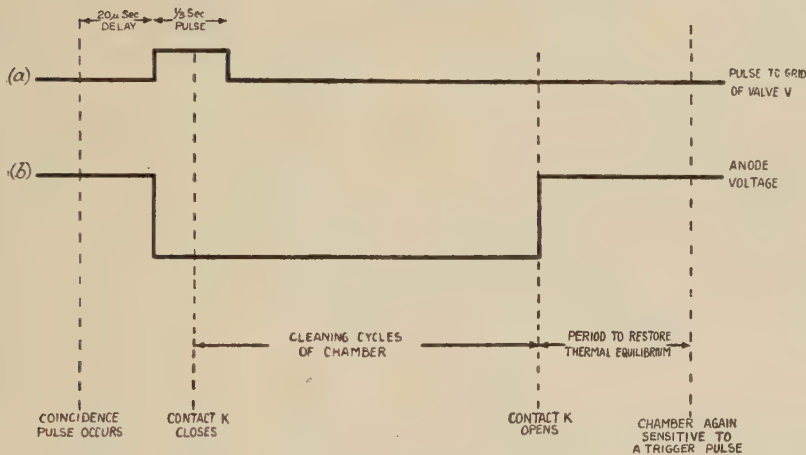 20μ Sec
DELAY
⅓ Sec
PULSE
(a)
PULSE TO GRID
OF VALVE V
(b)
ANODE
VOLTAGE
CLEANING CYCLES
OF CHAMBER
PERIOD TO RESTORE
THERMAL EQUILIBRIUM
COINCIDENCE
PULSE OCCURS
CONTACT K
CLOSES
CONTACT K
OPENS
CHAMBER AGAIN
SENSITIVE TO
A TRIGGER PULSE